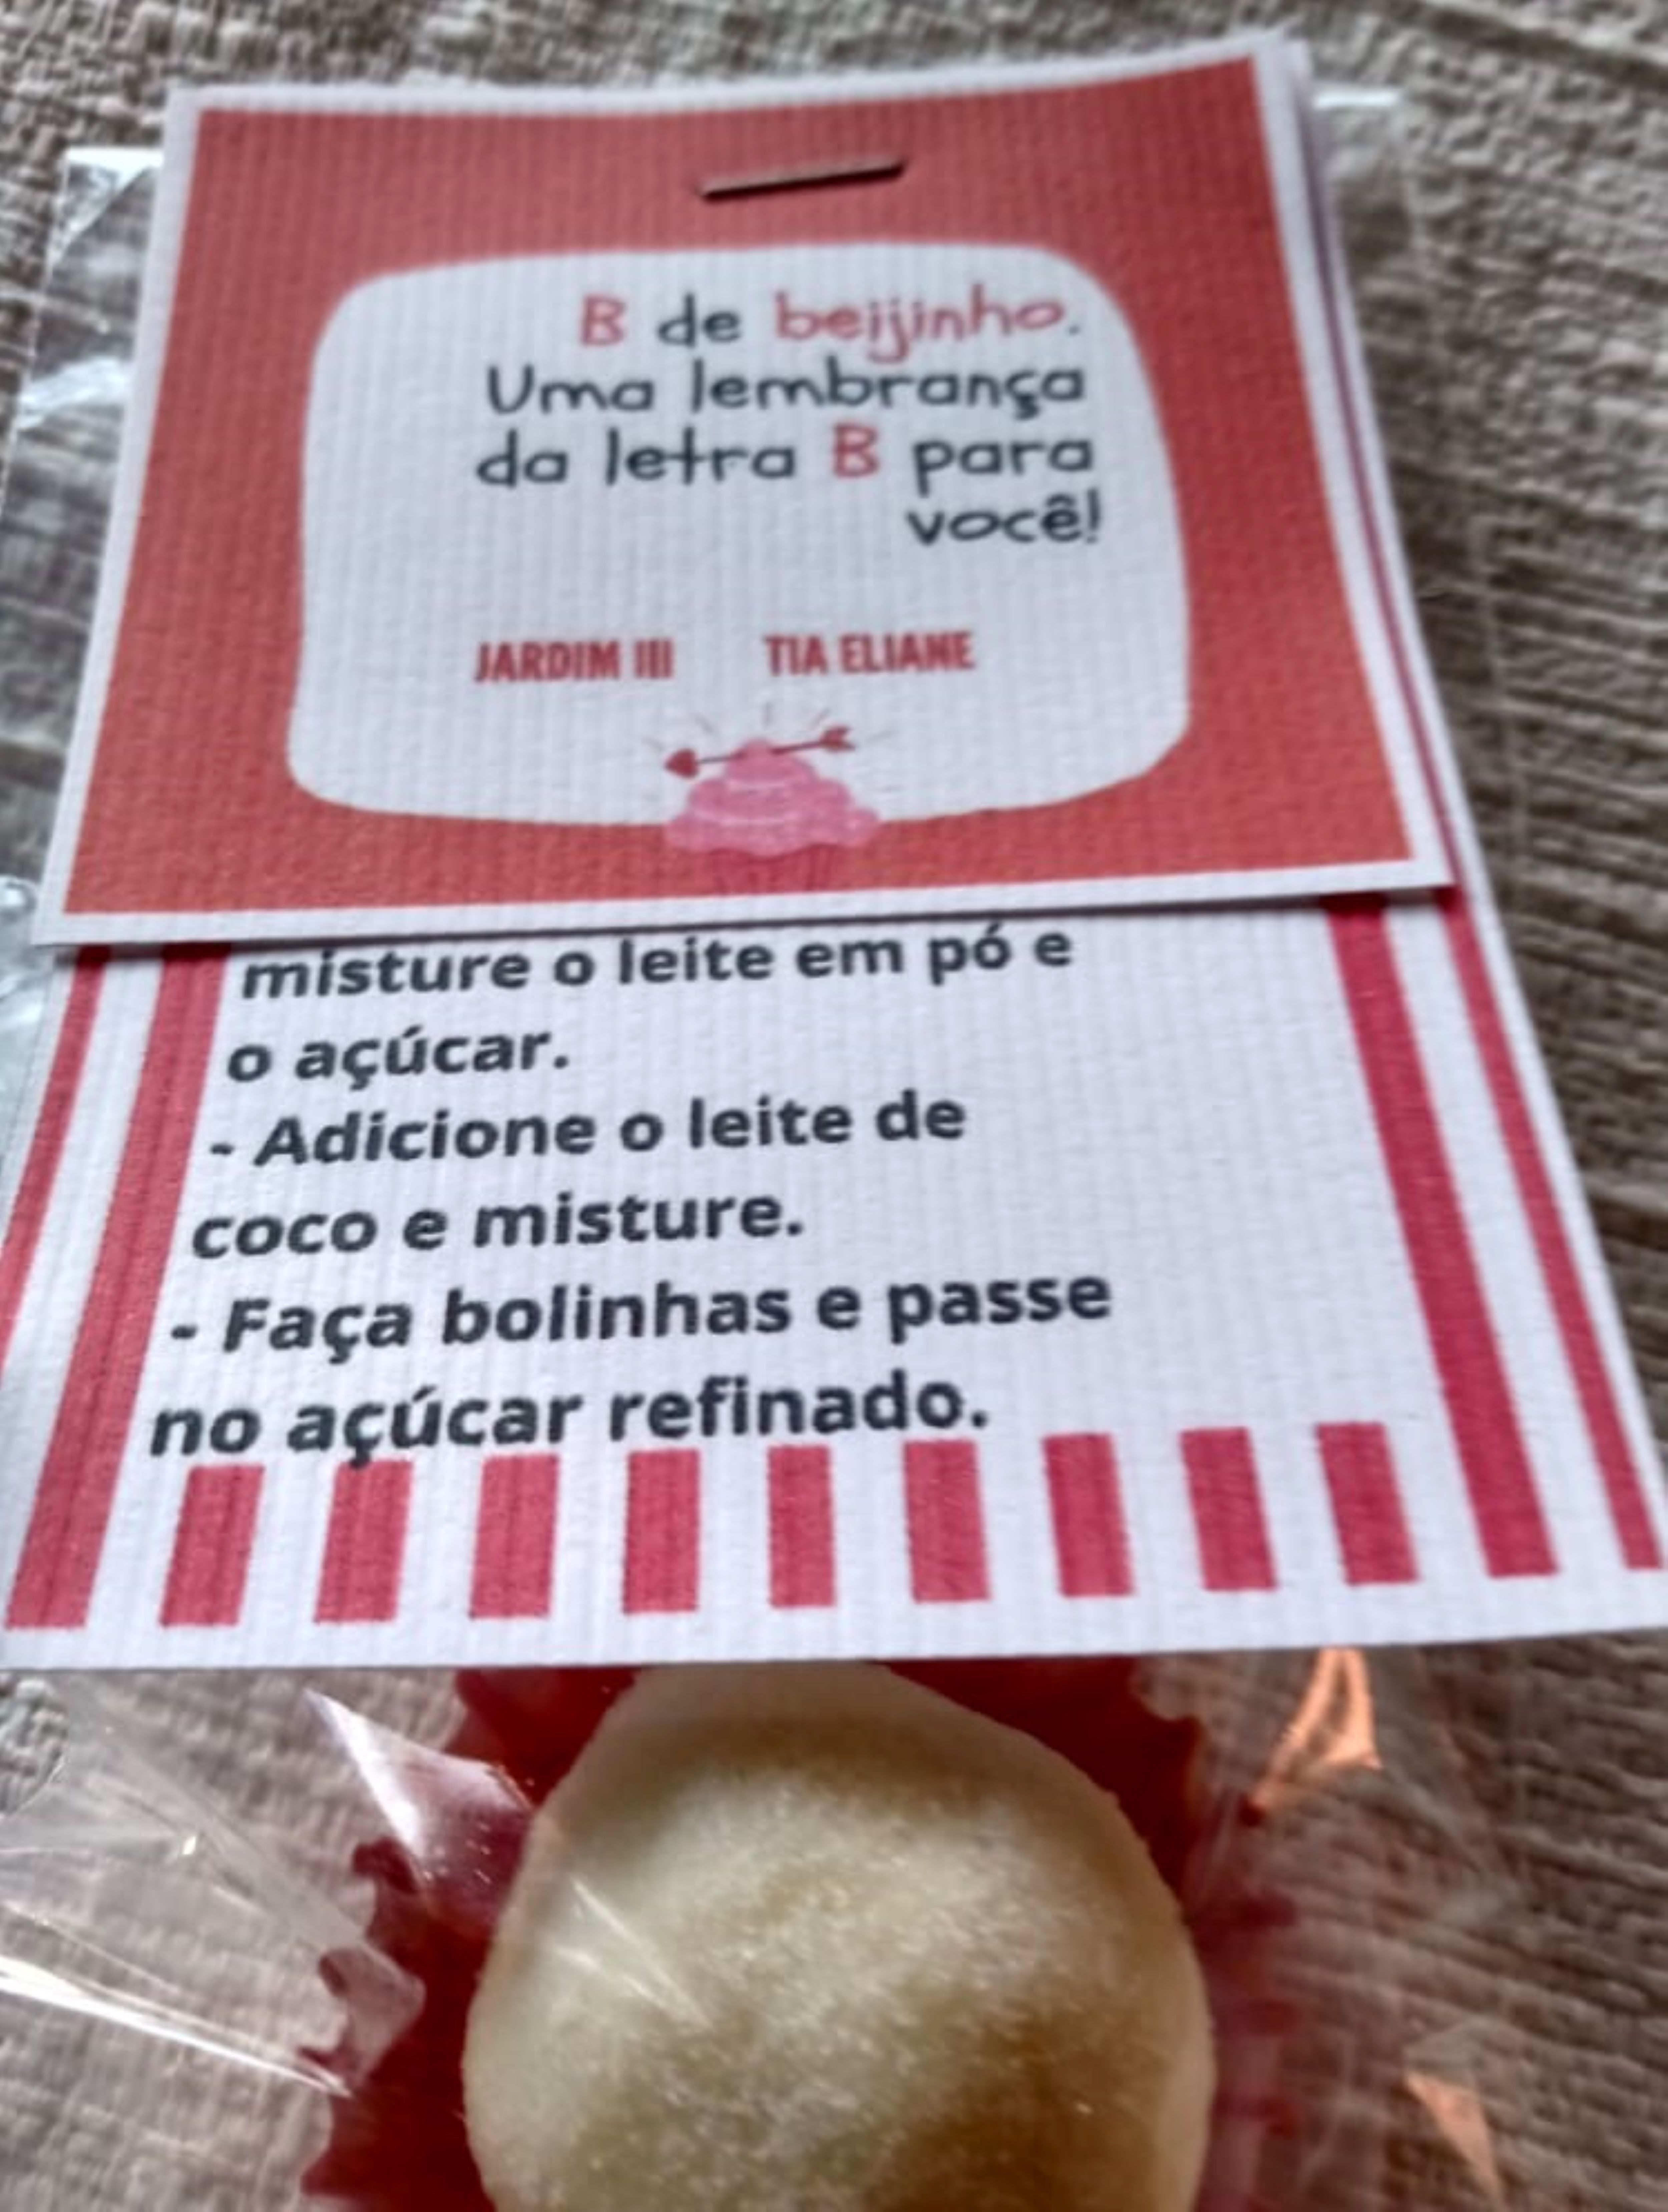 B de beijinho.
Uma lembrança
da letra B para
você!
JARDIM III TIA ELIANE
misture o leite em pó e
o açúcar.
- Adicione o leite de
coco e misture.
- Faça bolinhas e passe
no açúcar refinado.